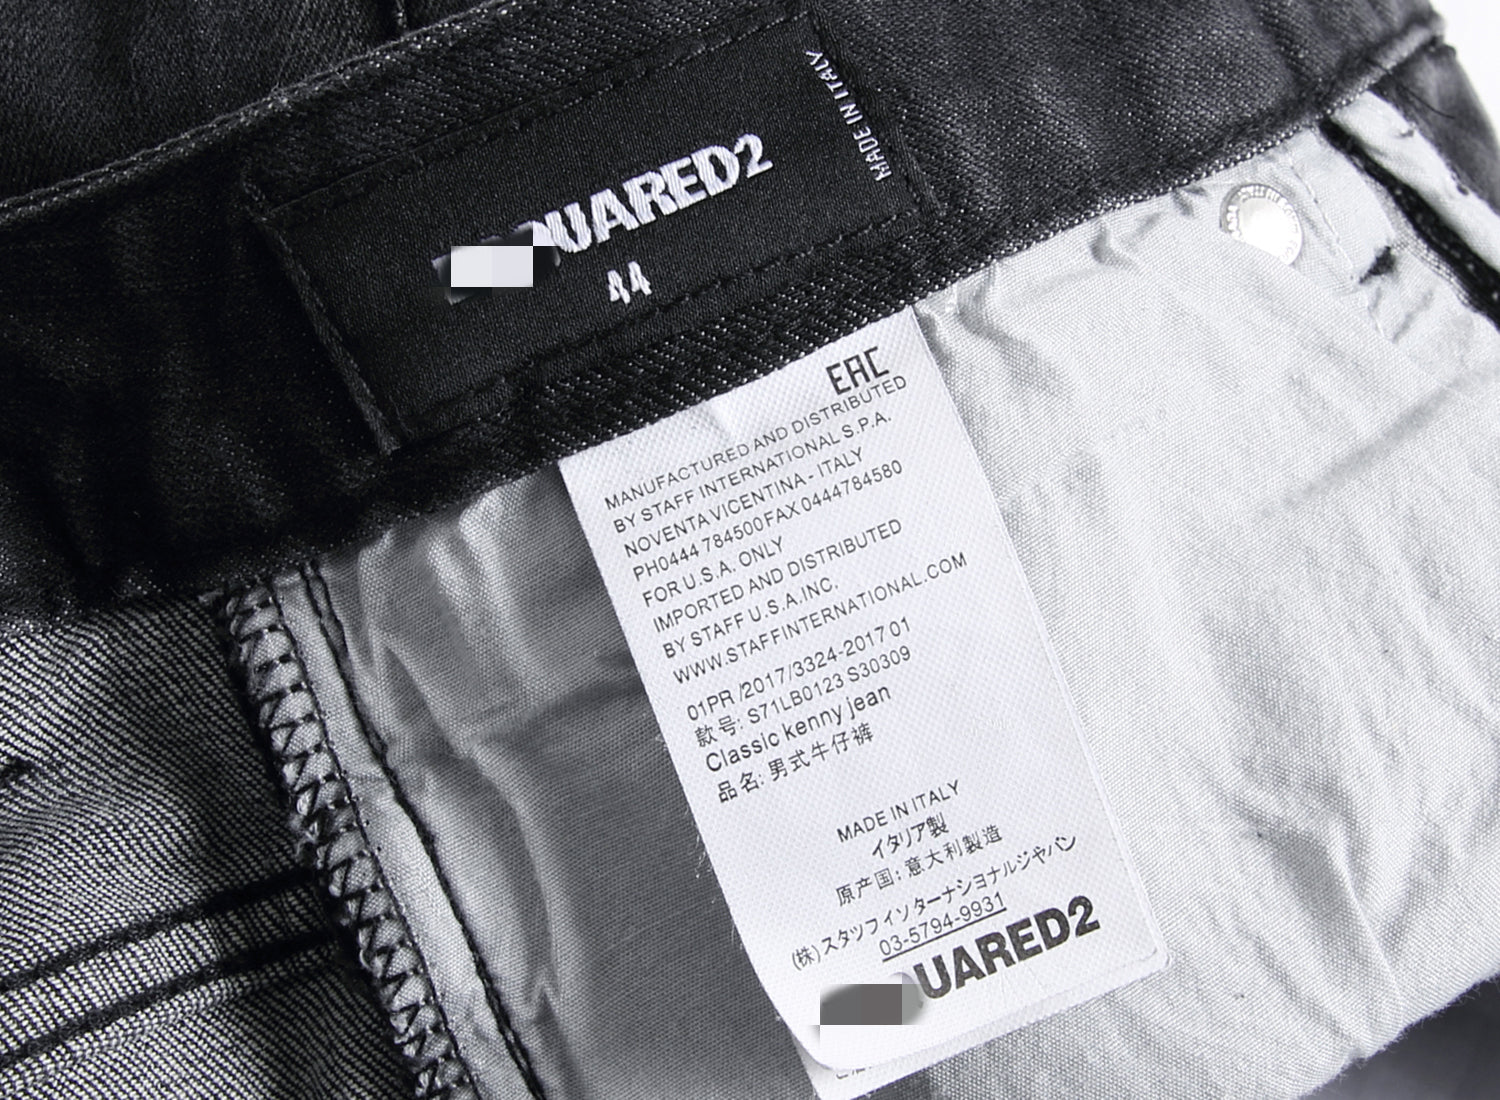 MADE IN ITALY
UARED2
44
EAC
MANUFACTURED AND DISTRIBUTED
BY STAFF INTERNATIONAL S.P.A.
NOVENTA VICENTINA - ITALY
PH0444 784500 FAX 0444784580
FOR U.S.A. ONLY
IMPORTED AND DISTRIBUTED
BY STAFF U.S.A. INC.
WWW.STAFFINTERNATIONAL.COM
01PR /2017/3324-2017 01
款号: S71LB0123 S30309
Classic kenny jean
品名: 男式牛仔裤
MADE IN ITALY
イタリア製
原产国: 意大利製造
(株)スタッフインターナショナルジャパン
03-5794-9931
UARED2